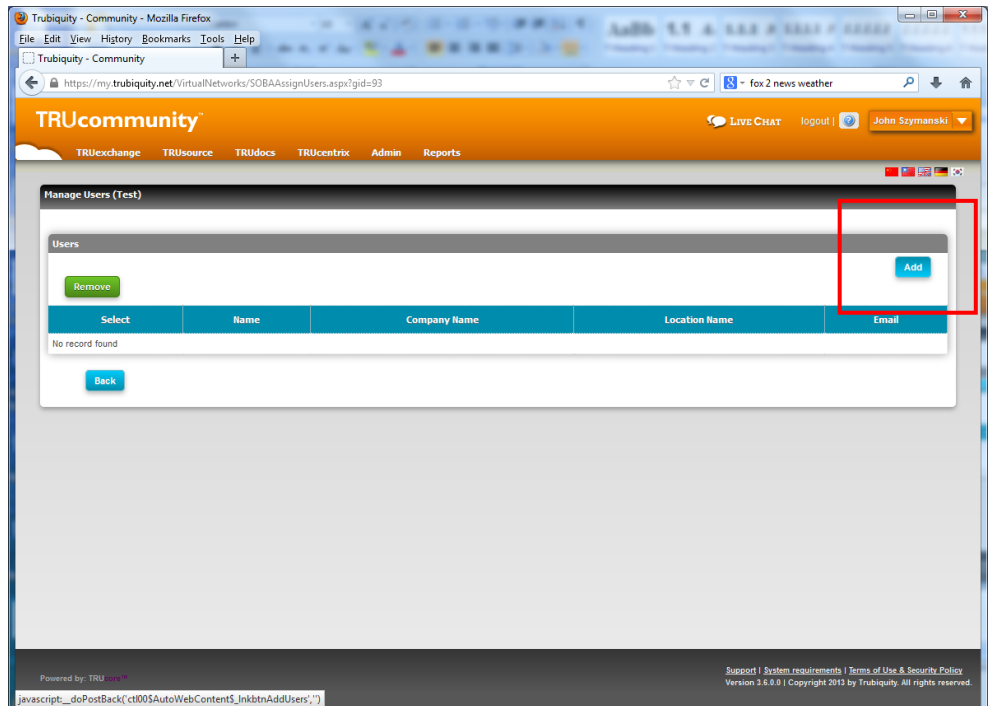 Trubiquity - Community - Mozilla Firefox
File Edit View History Bookmarks Tools Help
Trubiquity - Community +
https://my.trubiquity.net/VirtualNetworks/SOBAAssignUsers.aspx?gid=93 fox 2 news weather
TRUcommunity
LIVE CHAT logout | John Szymanski
TRUexchange TRUsource TRUdocs TRUcentrix Admin Reports
Manage Users (Test)
Users
Add
Remove
Select Name Company Name Location Name Email
No record found
Back
Support | System requirements | Terms of Use & Security Policy
Powered by: TRUcore™
Version 3.6.0.0 | Copyright 2013 by Trubiquity. All rights reserved.
javascript:__doPostBack('ctl00$AutoWebContent$_lnkbtnAddUsers','')